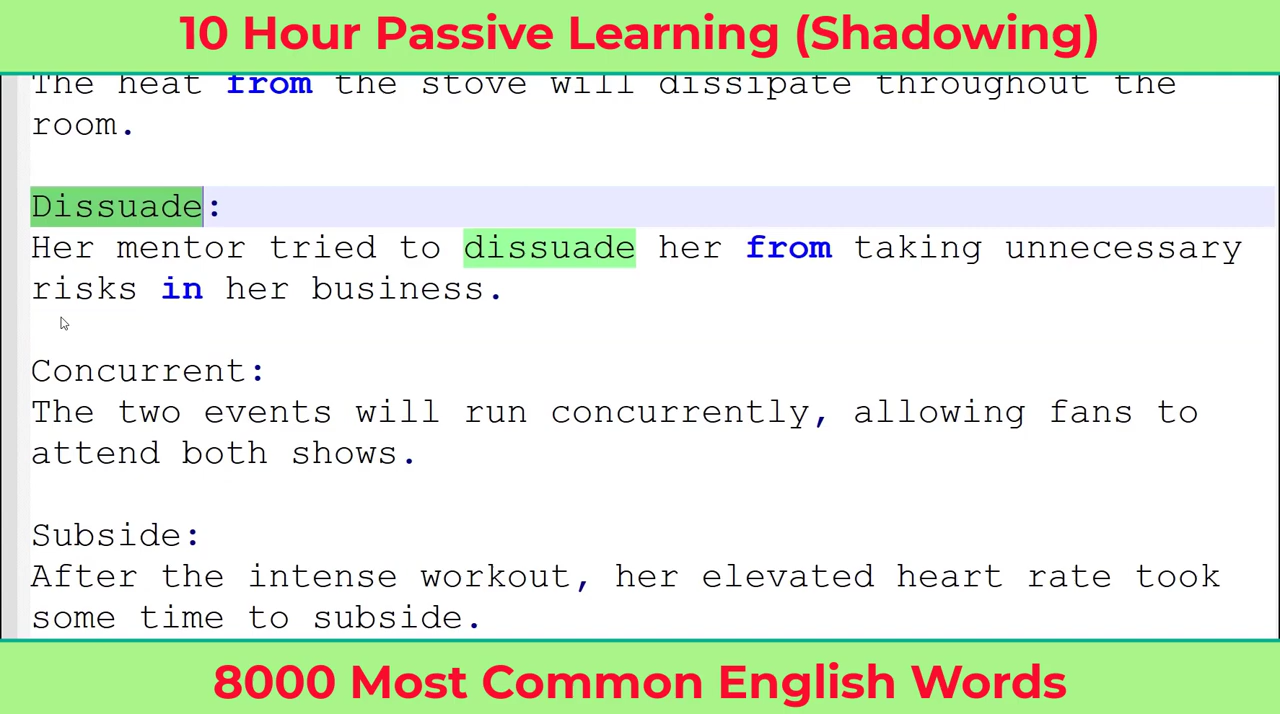 10 Hour Passive Learning (Shadowing)
The heat from the stove will dissipate throughout the
room.
Dissuade:
Her mentor tried to dissuade her from taking unnecessary
risks in her business.
Concurrent:
The two events will run concurrently, allowing fans to
attend both shows.
Subside:
After the intense workout, her elevated heart rate took
some time to subside.
8000 Most Common English Words